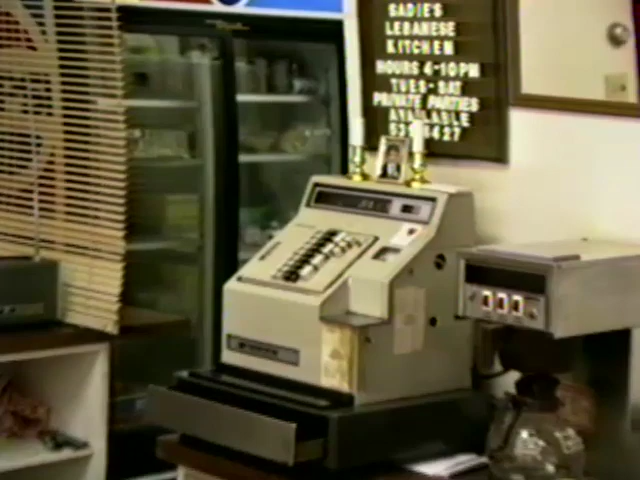 SADIE'S
LEBANESE
KITCHEN
HOURS 4-10PM
TUES-SAT
PRIVATE PARTIES
AVAILABLE